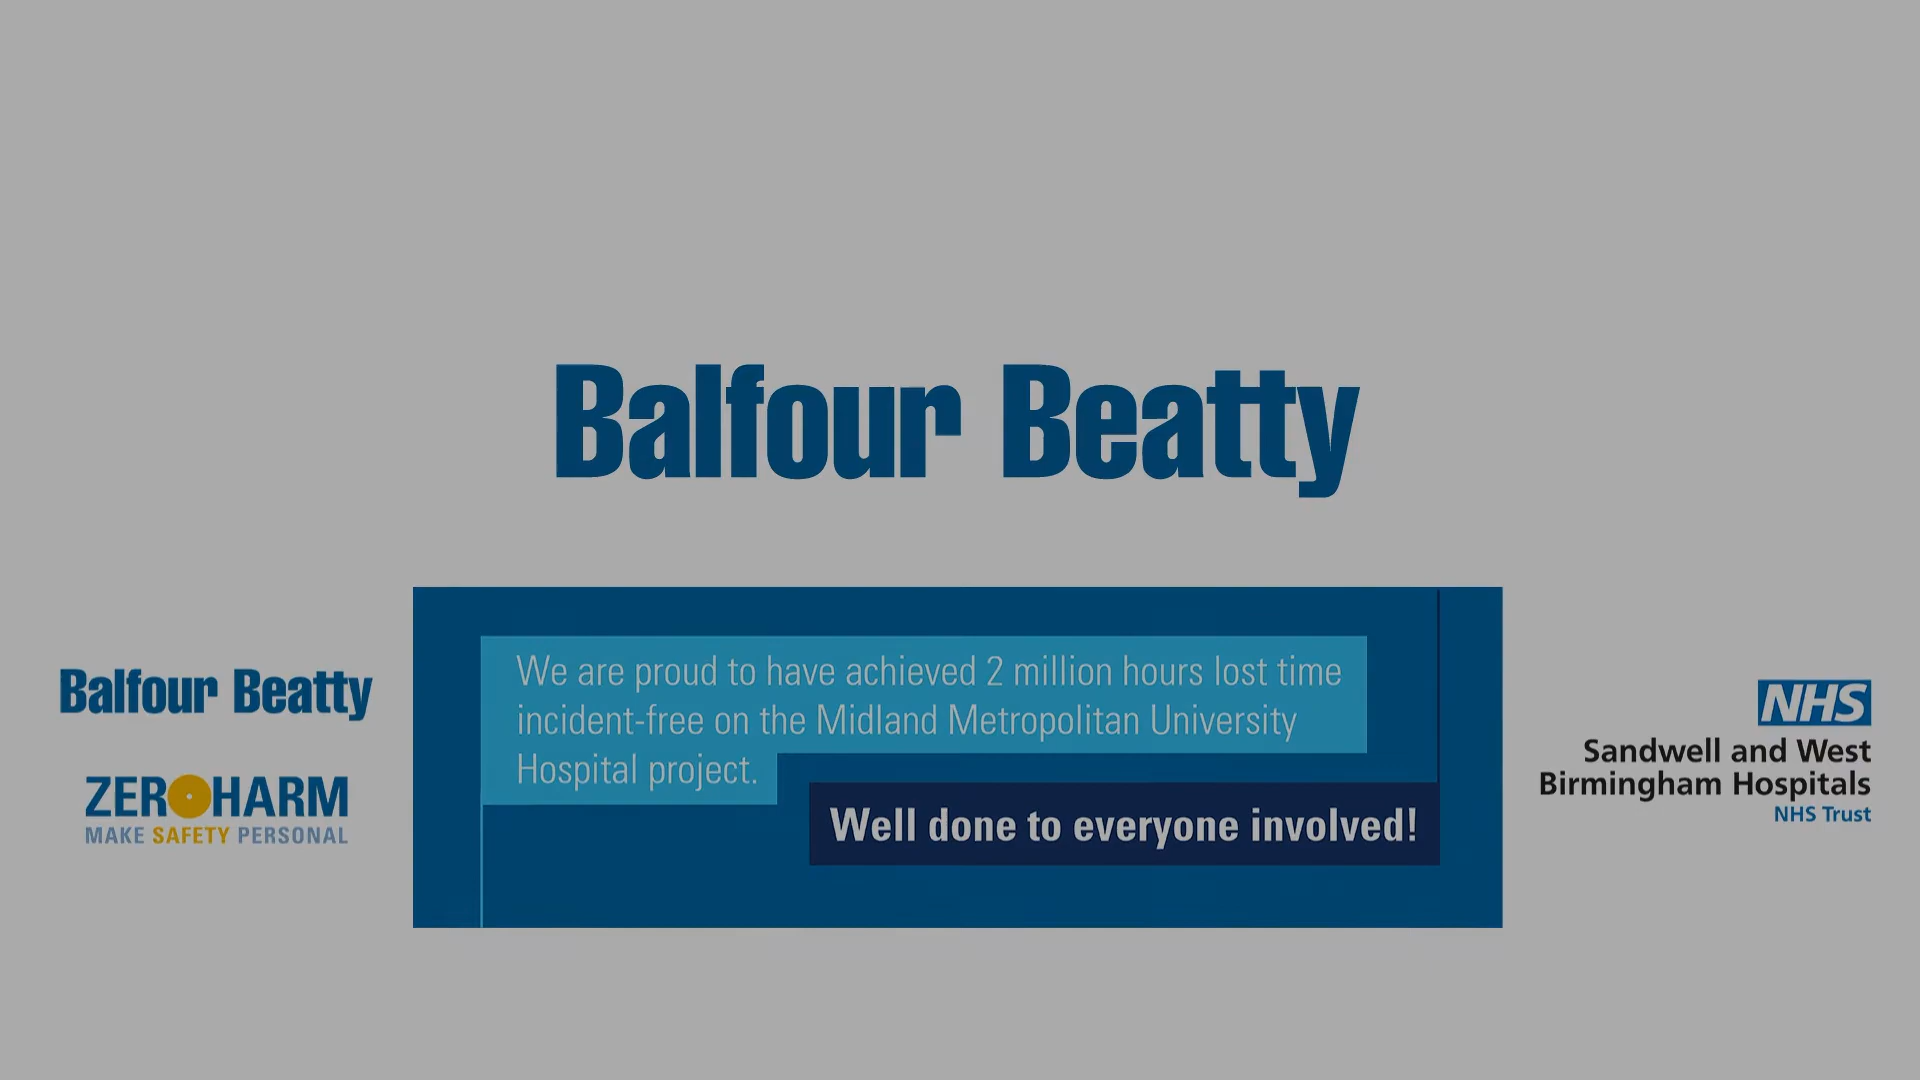 Balfour Beatty
Balfour Beatty
ZEROHARM
MAKE SAFETY PERSONAL
We are proud to have achieved 2 million hours lost time
incident-free on the Midland Metropolitan University
Hospital project.
Well done to everyone involved!
NHS
Sandwell and West
Birmingham Hospitals
NHS Trust